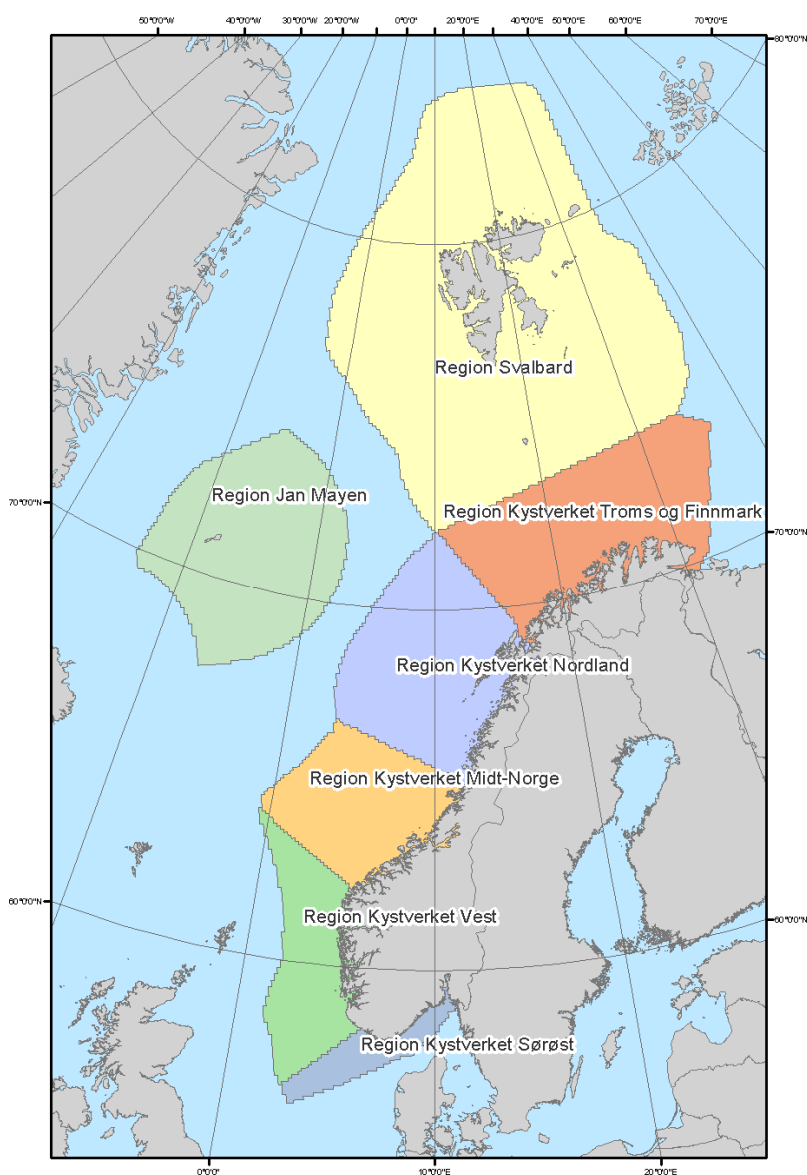 50°0'0"W 40°0'0"W 30°0'0"W 20°0'0"W 0°0'0" 20°0'0"E 40°0'0"E 50°0'0"E 60°0'0"E 70°0'0"E
80°0'0"N
Region Svalbard
Region Jan Mayen
70°0'0"N
Region Kystverket Troms og Finnmark
70°0'0"N
Region Kystverket Nordland
Region Kystverket Midt-Norge
60°0'0"N
Region Kystverket Vest
60°0'0"N
Region Kystverket Sørøst
0°0'0" 10°0'0"E 20°0'0"E